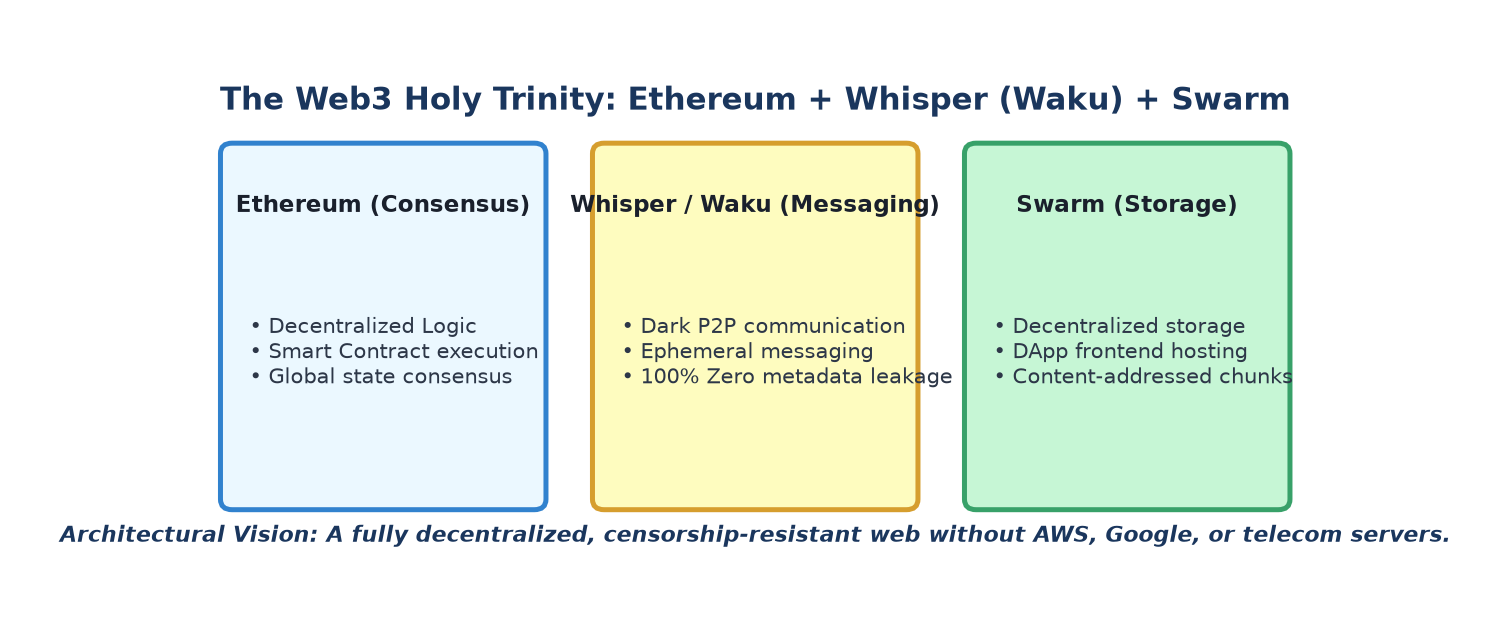 The Web3 Holy Trinity: Ethereum + Whisper (Waku) + Swarm
Ethereum (Consensus)
• Decentralized Logic
• Smart Contract execution
• Global state consensus
Whisper / Waku (Messaging)
• Dark P2P communication
• Ephemeral messaging
• 100% Zero metadata leakage
Swarm (Storage)
• Decentralized storage
• DApp frontend hosting
• Content-addressed chunks
Architectural Vision: A fully decentralized, censorship-resistant web without AWS, Google, or telecom servers.